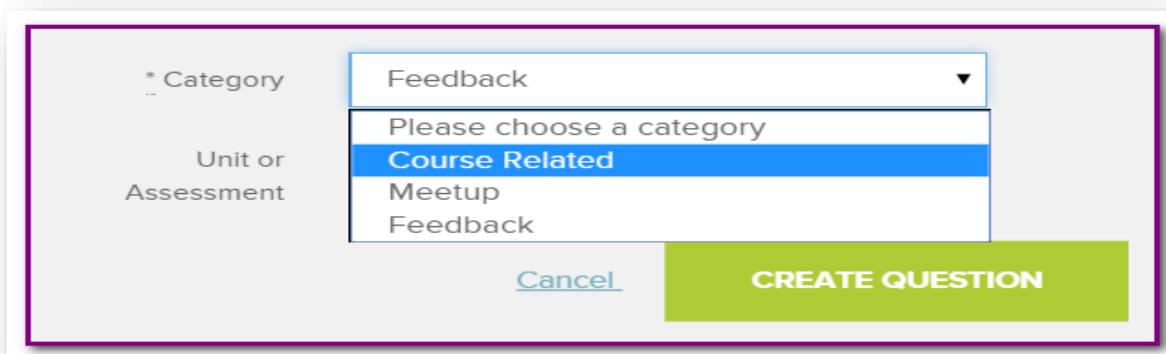 * Category
Feedback
Please choose a category
Unit or
Course Related
Assessment
Meetup
Feedback
Cancel
CREATE QUESTION